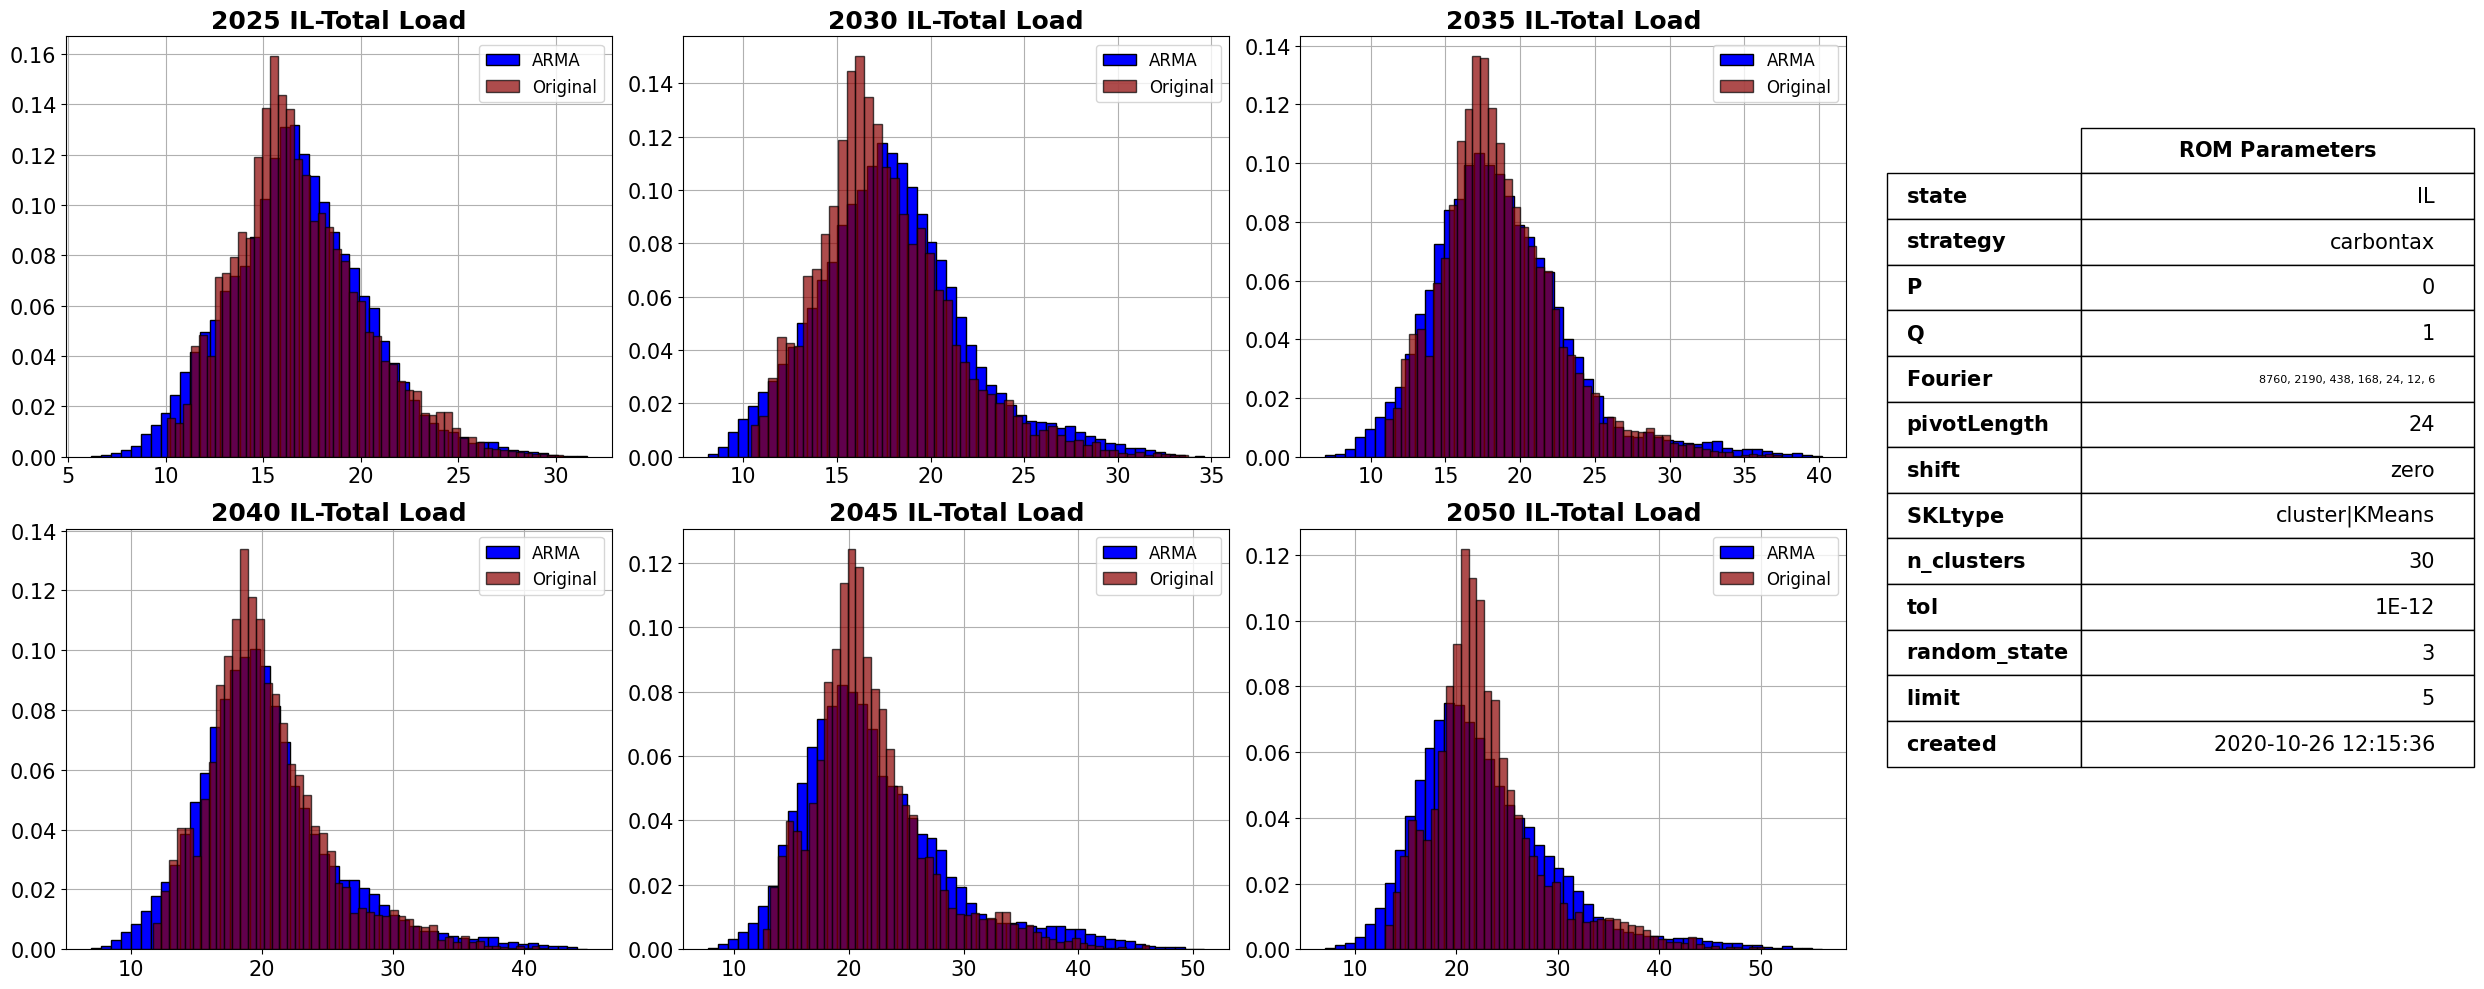 2025 IL-Total Load
0.16
0.14
0.12
0.10
0.08
0.06
0.04
0.02
0.00
5 10 15 20 25 30
ARMA
Original
2030 IL-Total Load
0.14
0.12
0.10
0.08
0.06
0.04
0.02
0.00
10 15 20 25 30 35
ARMA
Original
2035 IL-Total Load
0.14
0.12
0.10
0.08
0.06
0.04
0.02
0.00
10 15 20 25 30 35 40
ARMA
Original
2040 IL-Total Load
0.14
0.12
0.10
0.08
0.06
0.04
0.02
0.00
10 20 30 40
ARMA
Original
2045 IL-Total Load
0.12
0.10
0.08
0.06
0.04
0.02
0.00
10 20 30 40 50
ARMA
Original
2050 IL-Total Load
0.12
0.10
0.08
0.06
0.04
0.02
0.00
10 20 30 40 50
ARMA
Original
ROM Parameters
state IL
strategy carbontax
P 0
Q 1
Fourier 8760, 2190, 438, 168, 24, 12, 6
pivotLength 24
shift zero
SKLtype cluster|KMeans
n_clusters 30
tol 1E-12
random_state 3
limit 5
created 2020-10-26 12:15:36